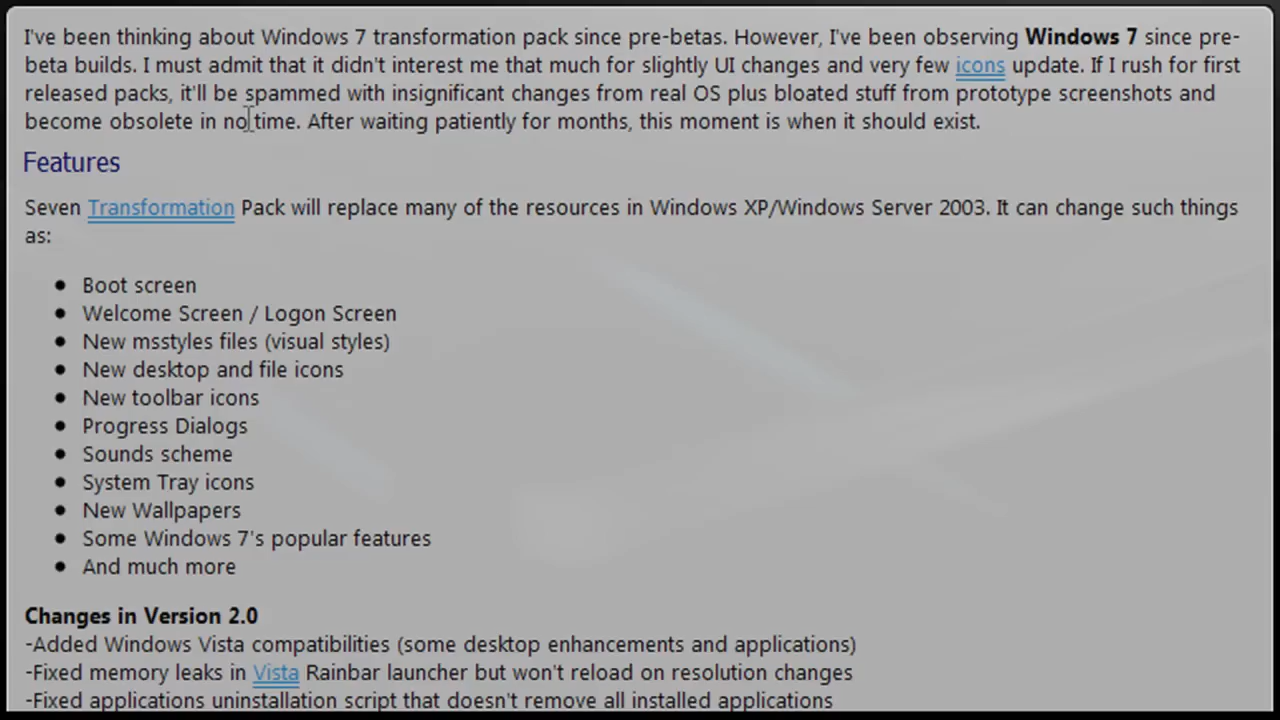 I've been thinking about Windows 7 transformation pack since pre-betas. However, I've been observing Windows 7 since pre-
beta builds. I must admit that it didn't interest me that much for slightly UI changes and very few icons update. If I rush for first
released packs, it'll be spammed with insignificant changes from real OS plus bloated stuff from prototype screenshots and
become obsolete in no time. After waiting patiently for months, this moment is when it should exist.
Features
Seven Transformation Pack will replace many of the resources in Windows XP/Windows Server 2003. It can change such things
as:
• Boot screen
• Welcome Screen / Logon Screen
• New msstyles files (visual styles)
• New desktop and file icons
• New toolbar icons
• Progress Dialogs
• Sounds scheme
• System Tray icons
• New Wallpapers
• Some Windows 7's popular features
• And much more
Changes in Version 2.0
-Added Windows Vista compatibilities (some desktop enhancements and applications)
-Fixed memory leaks in Vista Rainbar launcher but won't reload on resolution changes
-Fixed applications uninstallation script that doesn't remove all installed applications